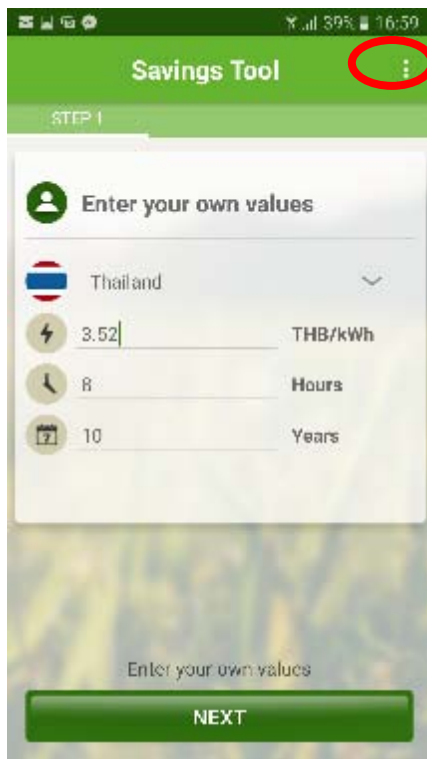 39% 16:59
Savings Tool
STEP 1
Enter your own values
Thailand
3.52 THB/kWh
8 Hours
10 Years
Enter your own values
NEXT